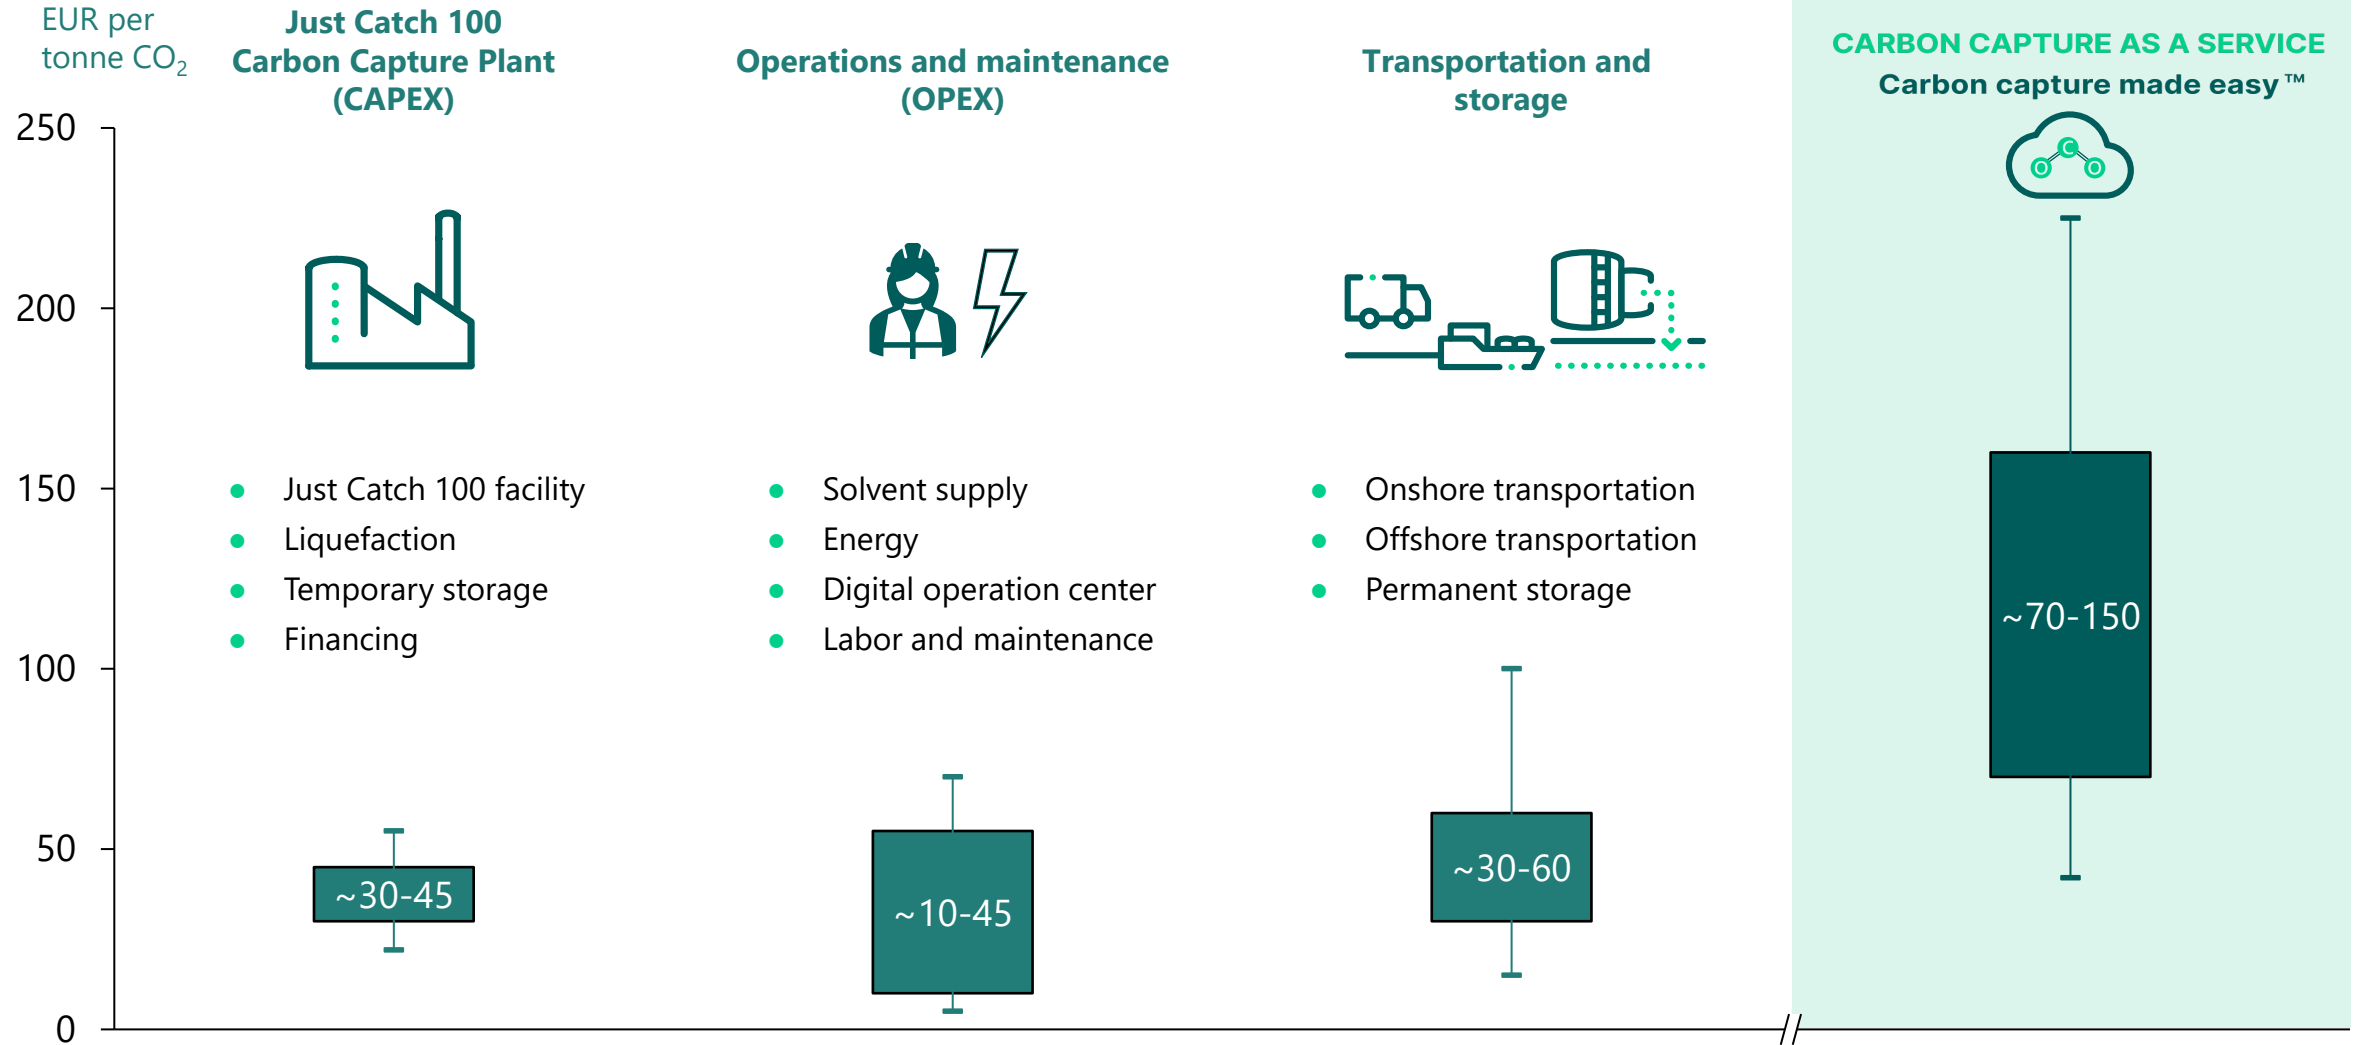 EUR per
tonne CO₂
Just Catch 100
Carbon Capture Plant
(CAPEX)
Operations and maintenance
(OPEX)
Transportation and
storage
CARBON CAPTURE AS A SERVICE
Carbon capture made easy™
C
O O
250
200
150
100
50
0
Just Catch 100 facility
Liquefaction
Temporary storage
Financing
Solvent supply
Energy
Digital operation center
Labor and maintenance
Onshore transportation
Offshore transportation
Permanent storage
~30-45
~10-45
~30-60
~70-150